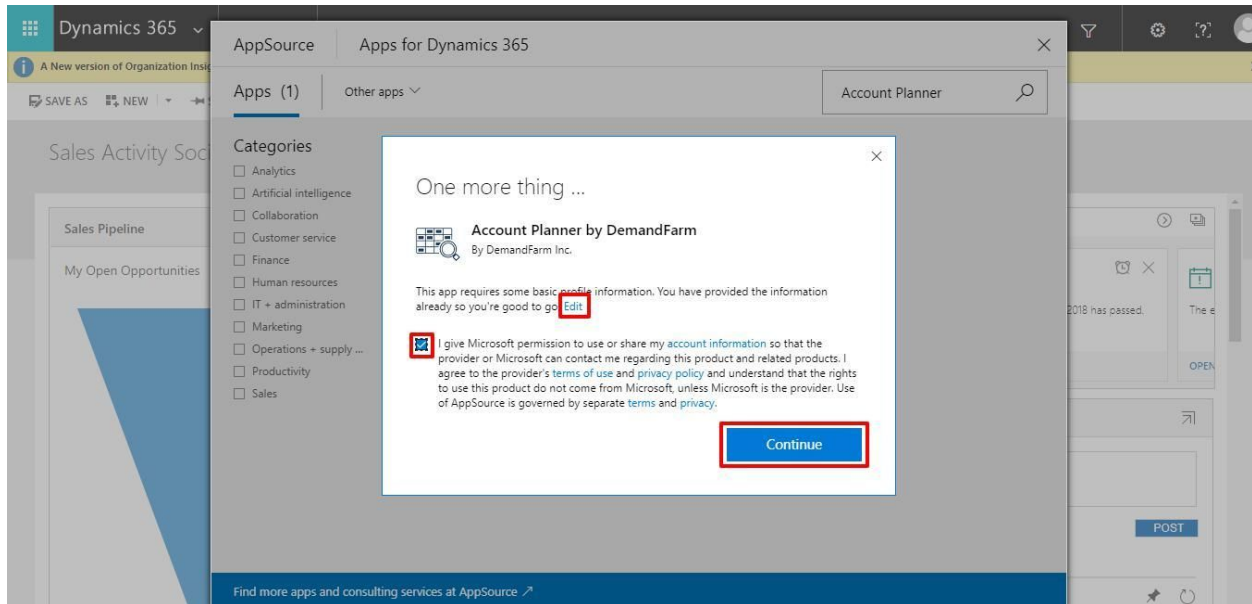 Dynamics 365
A New version of Organization Insig
SAVE AS NEW
Sales Activity Soci
Sales Pipeline
My Open Opportunities
AppSource Apps for Dynamics 365
Apps (1) Other apps
Account Planner
Categories
Analytics
Artificial intelligence
Collaboration
Customer service
Finance
Human resources
IT + administration
Marketing
Operations + supply ...
Productivity
Sales
One more thing ...
Account Planner by DemandFarm
By DemandFarm Inc.
This app requires some basic profile information. You have provided the information
already so you're good to go Edit
I give Microsoft permission to use or share my account information so that the
provider or Microsoft can contact me regarding this product and related products. I
agree to the provider's terms of use and privacy policy and understand that the rights
to use this product do not come from Microsoft, unless Microsoft is the provider. Use
of AppSource is governed by separate terms and privacy.
Continue
Find more apps and consulting services at AppSource
2018 has passed.
The e
OPEN
POST